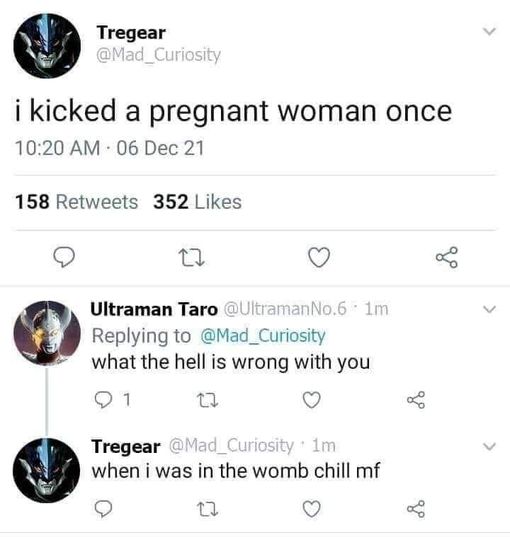 Tregear
@Mad_Curiosity
i kicked a pregnant woman once
10:20 AM · 06 Dec 21
158 Retweets 352 Likes
Ultraman Taro @UltramanNo.6 · 1m
Replying to @Mad_Curiosity
what the hell is wrong with you
1
Tregear @Mad_Curiosity · 1m
when i was in the womb chill mf